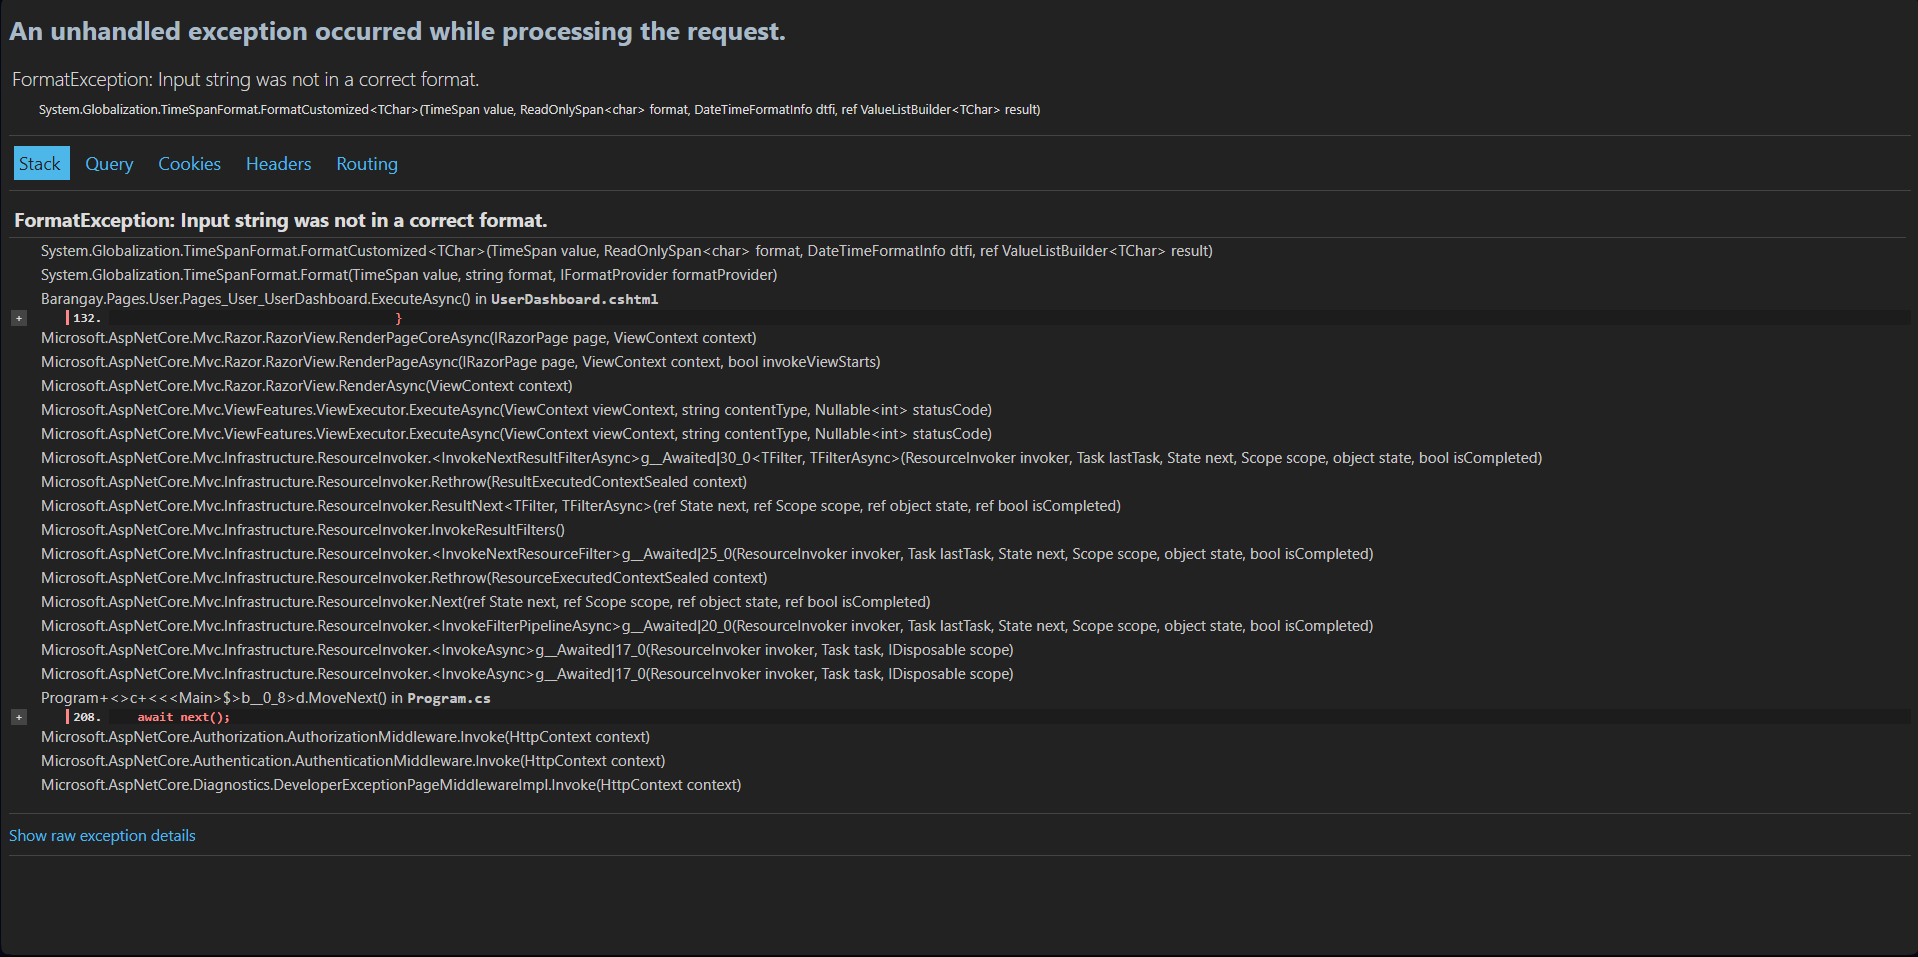 An unhandled exception occurred while processing the request.
FormatException: Input string was not in a correct format.
System.Globalization.TimeSpanFormat.FormatCustomized<TChar>(TimeSpan value, ReadOnlySpan<char> format, DateTimeFormatInfo dtfi, ref ValueListBuilder<TChar> result)
Stack Query Cookies Headers Routing
FormatException: Input string was not in a correct format.
System.Globalization.TimeSpanFormat.FormatCustomized<TChar>(TimeSpan value, ReadOnlySpan<char> format, DateTimeFormatInfo dtfi, ref ValueListBuilder<TChar> result)
System.Globalization.TimeSpanFormat.Format(TimeSpan value, string format, IFormatProvider formatProvider)
Barangay.Pages.User.Pages_User_UserDashboard.ExecuteAsync() in UserDashboard.cshtml
+ 132. }
Microsoft.AspNetCore.Mvc.Razor.RazorView.RenderPageCoreAsync(IRazorPage page, ViewContext context)
Microsoft.AspNetCore.Mvc.Razor.RazorView.RenderPageAsync(IRazorPage page, ViewContext context, bool invokeViewStarts)
Microsoft.AspNetCore.Mvc.Razor.RazorView.RenderAsync(ViewContext context)
Microsoft.AspNetCore.Mvc.ViewFeatures.ViewExecutor.ExecuteAsync(ViewContext viewContext, string contentType, Nullable<int> statusCode)
Microsoft.AspNetCore.Mvc.ViewFeatures.ViewExecutor.ExecuteAsync(ViewContext viewContext, string contentType, Nullable<int> statusCode)
Microsoft.AspNetCore.Mvc.Infrastructure.ResourceInvoker.<InvokeNextResultFilterAsync>g__Awaited|30_0<TFilter, TFilterAsync>(ResourceInvoker invoker, Task lastTask, State next, Scope scope, object state, bool isCompleted)
Microsoft.AspNetCore.Mvc.Infrastructure.ResourceInvoker.Rethrow(ResultExecutedContextSealed context)
Microsoft.AspNetCore.Mvc.Infrastructure.ResourceInvoker.ResultNext<TFilter, TFilterAsync>(ref State next, ref Scope scope, ref object state, ref bool isCompleted)
Microsoft.AspNetCore.Mvc.Infrastructure.ResourceInvoker.InvokeResultFilters()
Microsoft.AspNetCore.Mvc.Infrastructure.ResourceInvoker.<InvokeNextResourceFilter>g__Awaited|25_0(ResourceInvoker invoker, Task lastTask, State next, Scope scope, object state, bool isCompleted)
Microsoft.AspNetCore.Mvc.Infrastructure.ResourceInvoker.Rethrow(ResourceExecutedContextSealed context)
Microsoft.AspNetCore.Mvc.Infrastructure.ResourceInvoker.Next(ref State next, ref Scope scope, ref object state, ref bool isCompleted)
Microsoft.AspNetCore.Mvc.Infrastructure.ResourceInvoker.<InvokeFilterPipelineAsync>g__Awaited|20_0(ResourceInvoker invoker, Task lastTask, State next, Scope scope, object state, bool isCompleted)
Microsoft.AspNetCore.Mvc.Infrastructure.ResourceInvoker.<InvokeAsync>g__Awaited|17_0(ResourceInvoker invoker, Task task, IDisposable scope)
Microsoft.AspNetCore.Mvc.Infrastructure.ResourceInvoker.<InvokeAsync>g__Awaited|17_0(ResourceInvoker invoker, Task task, IDisposable scope)
Program+<>c+<<<Main>$>b__0_8>d.MoveNext() in Program.cs
+ 208. await next();
Microsoft.AspNetCore.Authorization.AuthorizationMiddleware.Invoke(HttpContext context)
Microsoft.AspNetCore.Authentication.AuthenticationMiddleware.Invoke(HttpContext context)
Microsoft.AspNetCore.Diagnostics.DeveloperExceptionPageMiddlewareImpl.Invoke(HttpContext context)
Show raw exception details